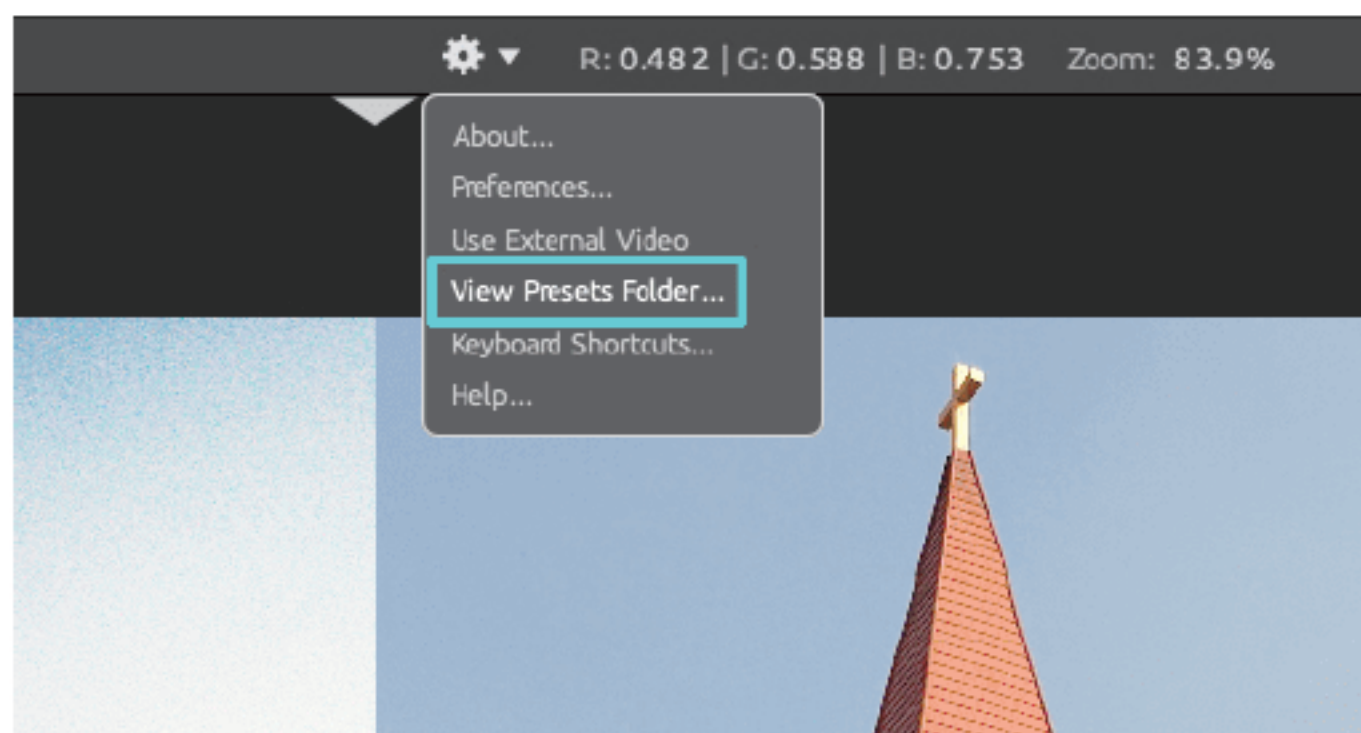 R: 0.482 | G: 0.588 | B: 0.753 Zoom: 83.9%
About...
Preferences...
Use External Video
View Presets Folder...
Keyboard Shortcuts...
Help...